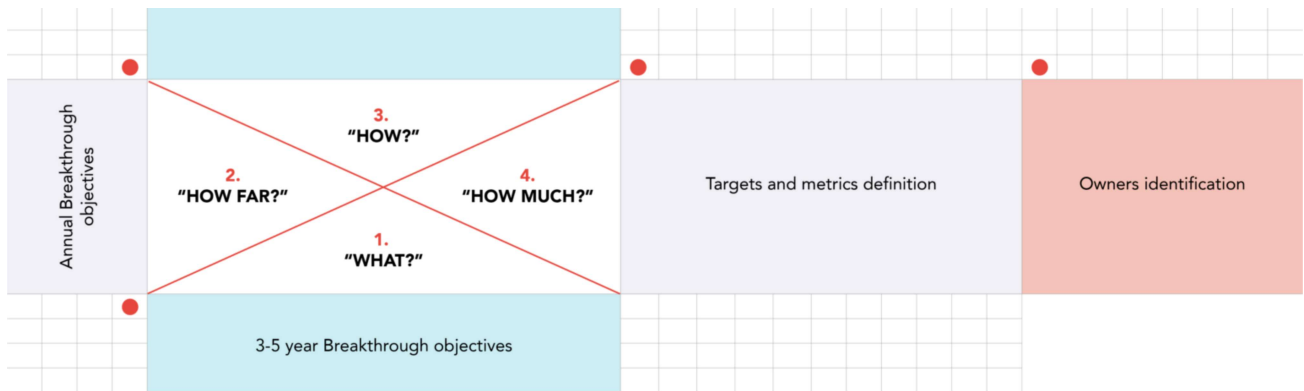 Annual Breakthrough
objectives
3.
"HOW?"
2.
"HOW FAR?"
4.
"HOW MUCH?"
1.
"WHAT?"
Targets and metrics definition
Owners identification
3-5 year Breakthrough objectives